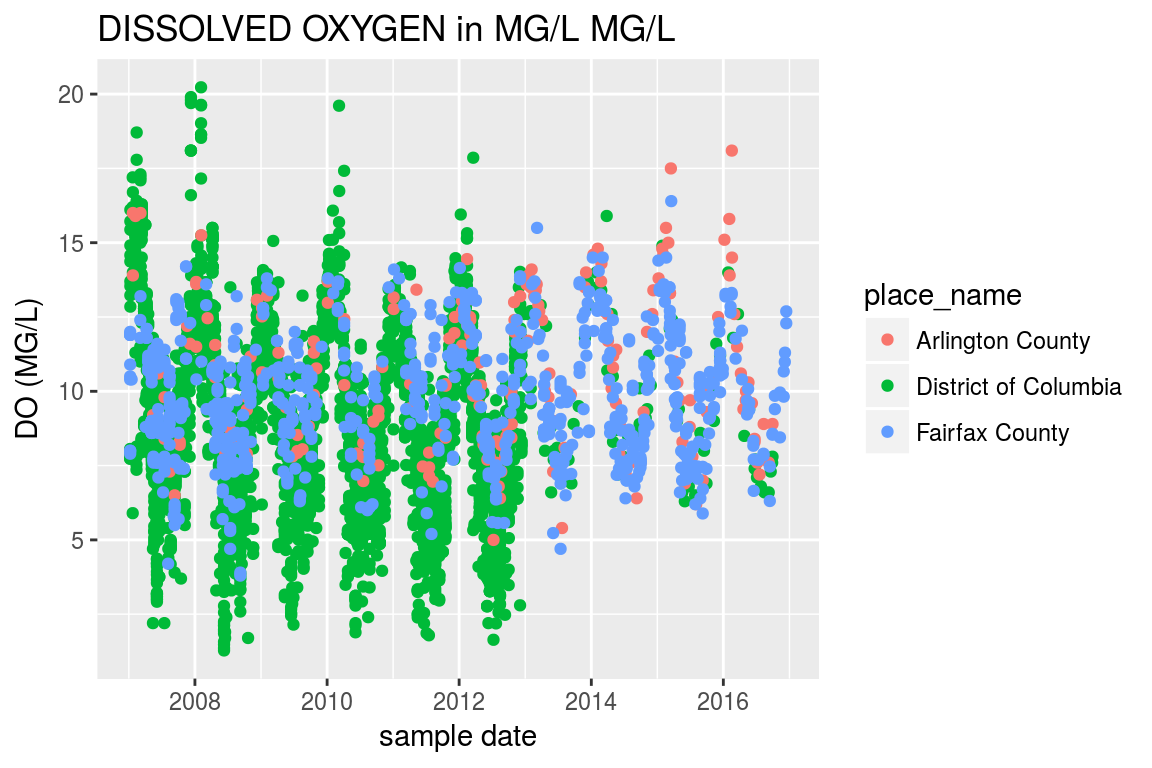 DISSOLVED OXYGEN in MG/L MG/L
20
15
10
5
DO (MG/L)
2008 2010 2012 2014 2016
sample date
place_name
Arlington County
District of Columbia
Fairfax County